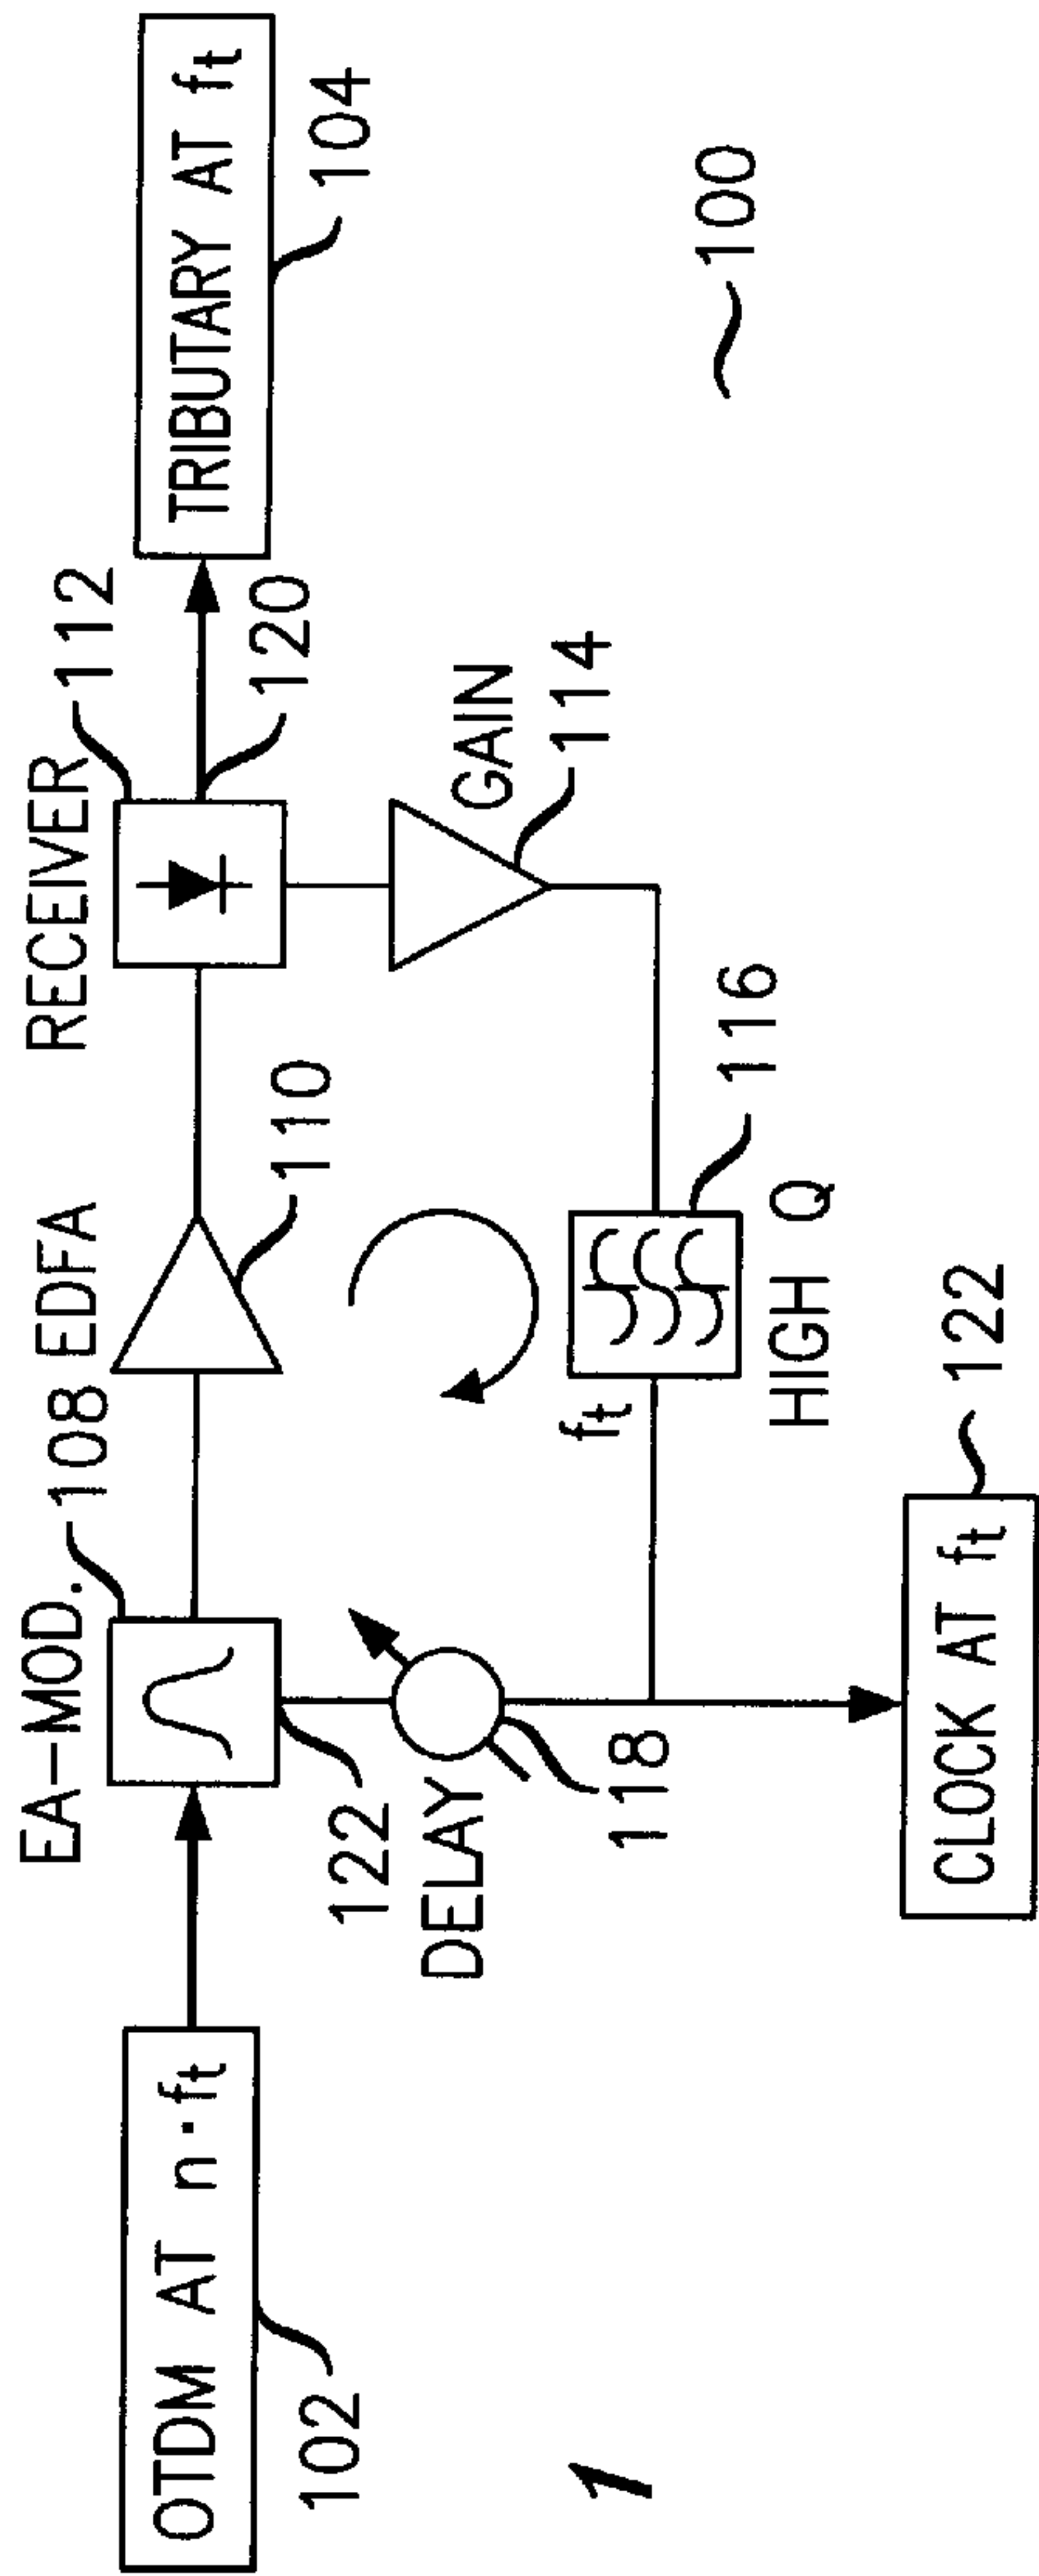 EA-MOD.
108
EDFA
RECEIVER
112
OTDM AT n·ft
TRIBUTARY AT ft
102
122
110
120
104
DELAY
GAIN
118
114
ft
116
HIGH Q
100
CLOCK AT ft
122
1